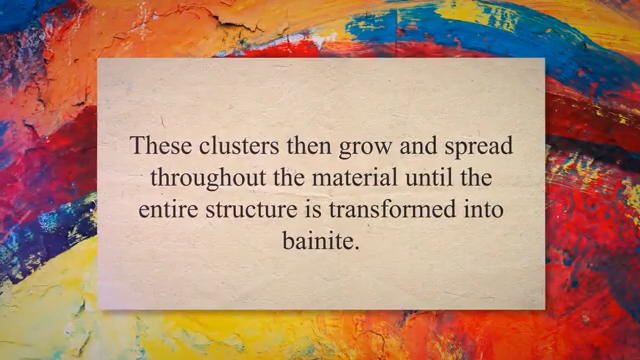 These clusters then grow and spread
throughout the material until the
entire structure is transformed into
bainite.